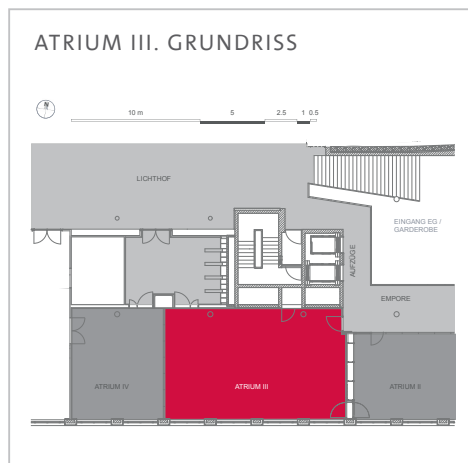 ATRIUM III. GRUNDRISS
N
10 m 5 2.5 1 0.5
LICHTHOF
EINGANG EG /
GARDEROBE
AUFZÜGE
EMPORE
ATRIUM IV
ATRIUM III
ATRIUM II